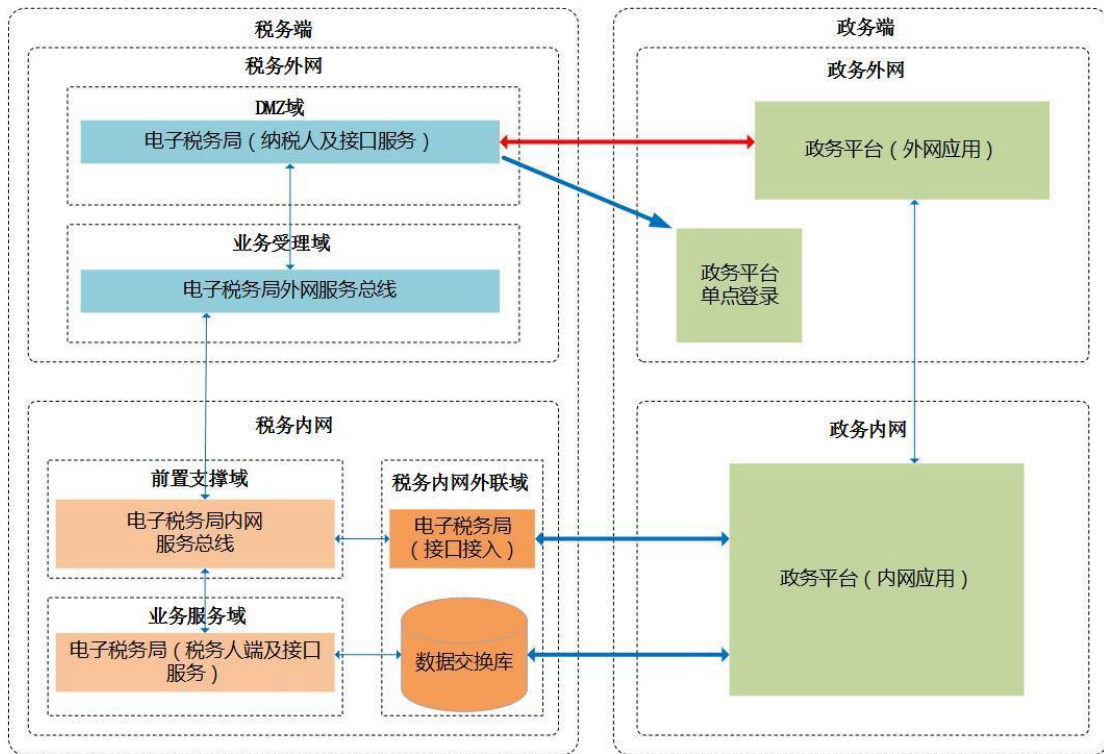 税务端
税务外网
DMZ域
电子税务局（纳税人及接口服务）
业务受理域
电子税务局外网服务总线
税务内网
前置支撑域
电子税务局内网
服务总线
业务服务域
电子税务局（税务人端及接口
服务）
税务内网外联域
电子税务局
（接口接入）
数据交换库
政务端
政务外网
政务平台（外网应用）
政务平台
单点登录
政务内网
政务平台（内网应用）